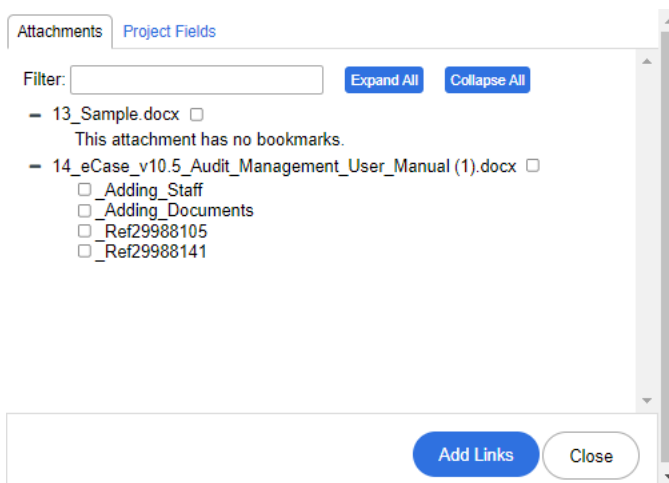 Attachments Project Fields
Filter: Expand All Collapse All
13_Sample.docx
This attachment has no bookmarks.
14_eCase_v10.5_Audit_Management_User_Manual (1).docx
_Adding_Staff
_Adding_Documents
_Ref29988105
_Ref29988141
Add Links Close